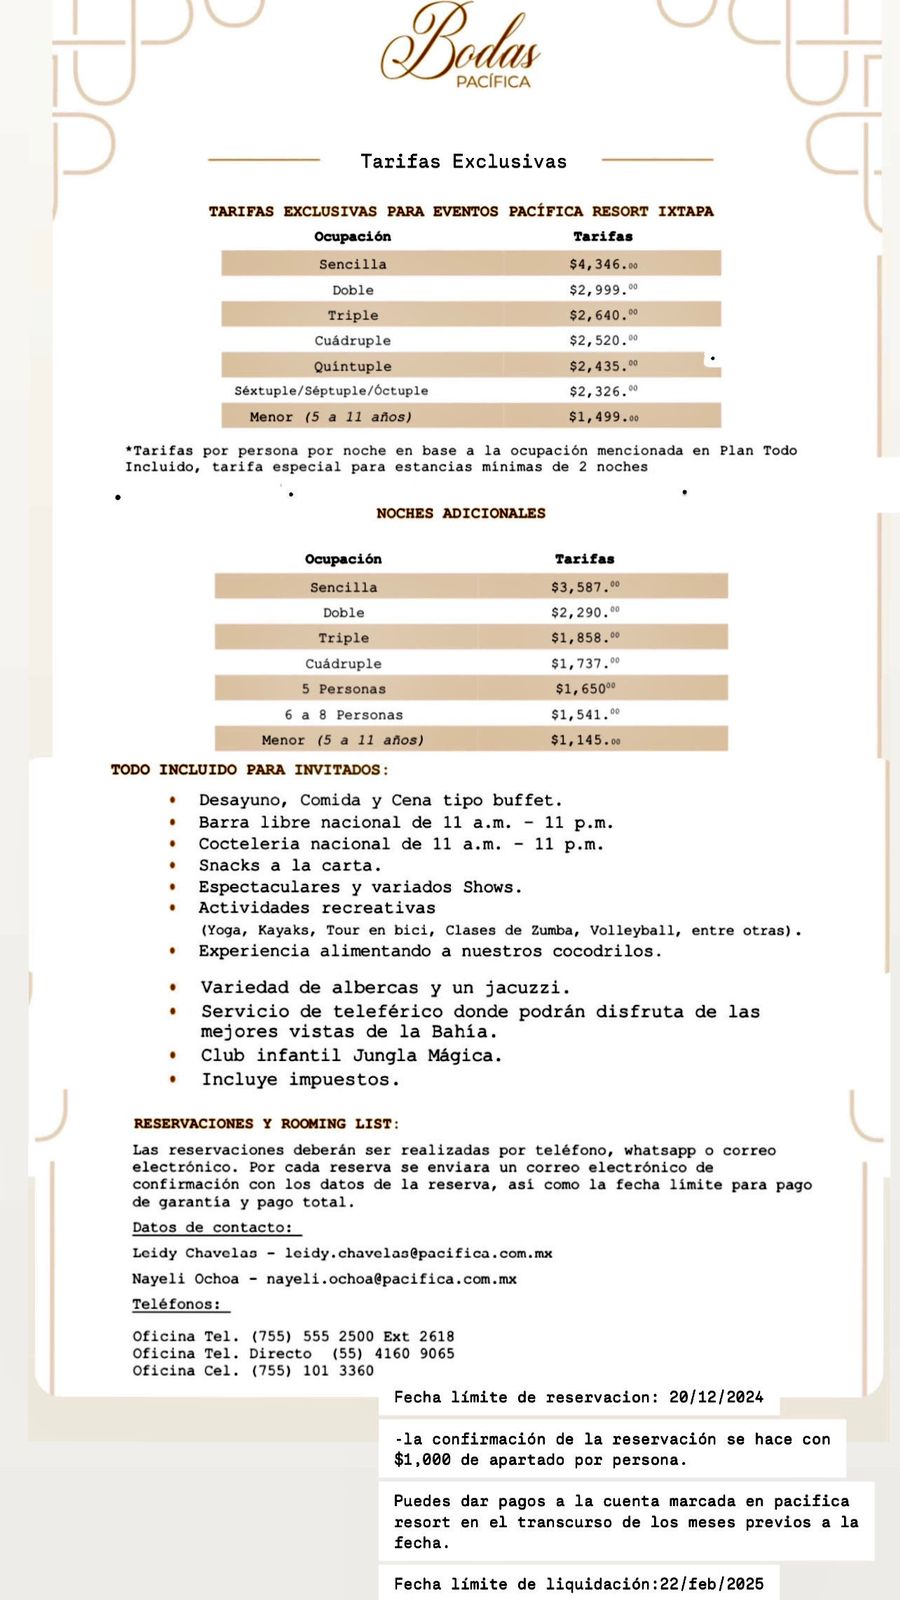 Bodas
PACÍFICA
Tarifas Exclusivas
TARIFAS EXCLUSIVAS PARA EVENTOS PACÍFICA RESORT IXTAPA
Ocupación Tarifas
Sencilla $4,346.00
Doble $2,999.00
Triple $2,640.00
Cuádruple $2,520.00
Quintuple $2,435.00
Séxtuple/Séptuple/Óctuple $2,326.00
Menor (5 a 11 años) $1,499.00
*Tarifas por persona por noche en base a la ocupación mencionada en Plan Todo
Incluido, tarifa especial para estancias mínimas de 2 noches
NOCHES ADICIONALES
Ocupación Tarifas
Sencilla $3,587.00
Doble $2,290.00
Triple $1,858.00
Cuádruple $1,737.00
5 Personas $1,65000
6 a 8 Personas $1,541.00
Menor (5 a 11 años) $1,145.00
TODO INCLUIDO PARA INVITADOS:
• Desayuno, Comida y Cena tipo buffet.
• Barra libre nacional de 11 a.m. – 11 p.m.
• Cocteleria nacional de 11 a.m. – 11 p.m.
• Snacks a la carta.
• Espectaculares y variados Shows.
• Actividades recreativas
(Yoga, Kayaks, Tour en bici, Clases de Zumba, Volleyball, entre otras).
• Experiencia alimentando a nuestros cocodrilos.
• Variedad de albercas y un jacuzzi.
• Servicio de teleférico donde podrán disfruta de las
mejores vistas de la Bahía.
• Club infantil Jungla Mágica.
• Incluye impuestos.
RESERVACIONES Y ROOMING LIST:
Las reservaciones deberán ser realizadas por teléfono, whatsapp o correo
electrónico. Por cada reserva se enviara un correo electrónico de
confirmación con los datos de la reserva, así como la fecha límite para pago
de garantía y pago total.
Datos de contacto:
Leidy Chavelas – leidy.chavelas@pacifica.com.mx
Nayeli Ochoa – nayeli.ochoa@pacifica.com.mx
Teléfonos:
Oficina Tel. (755) 555 2500 Ext 2618
Oficina Tel. Directo (55) 4160 9065
Oficina Cel. (755) 101 3360
Fecha límite de reservacion: 20/12/2024
-la confirmación de la reservación se hace con
$1,000 de apartado por persona.
Puedes dar pagos a la cuenta marcada en pacifica
resort en el transcurso de los meses previos a la
fecha.
Fecha límite de liquidación:22/feb/2025